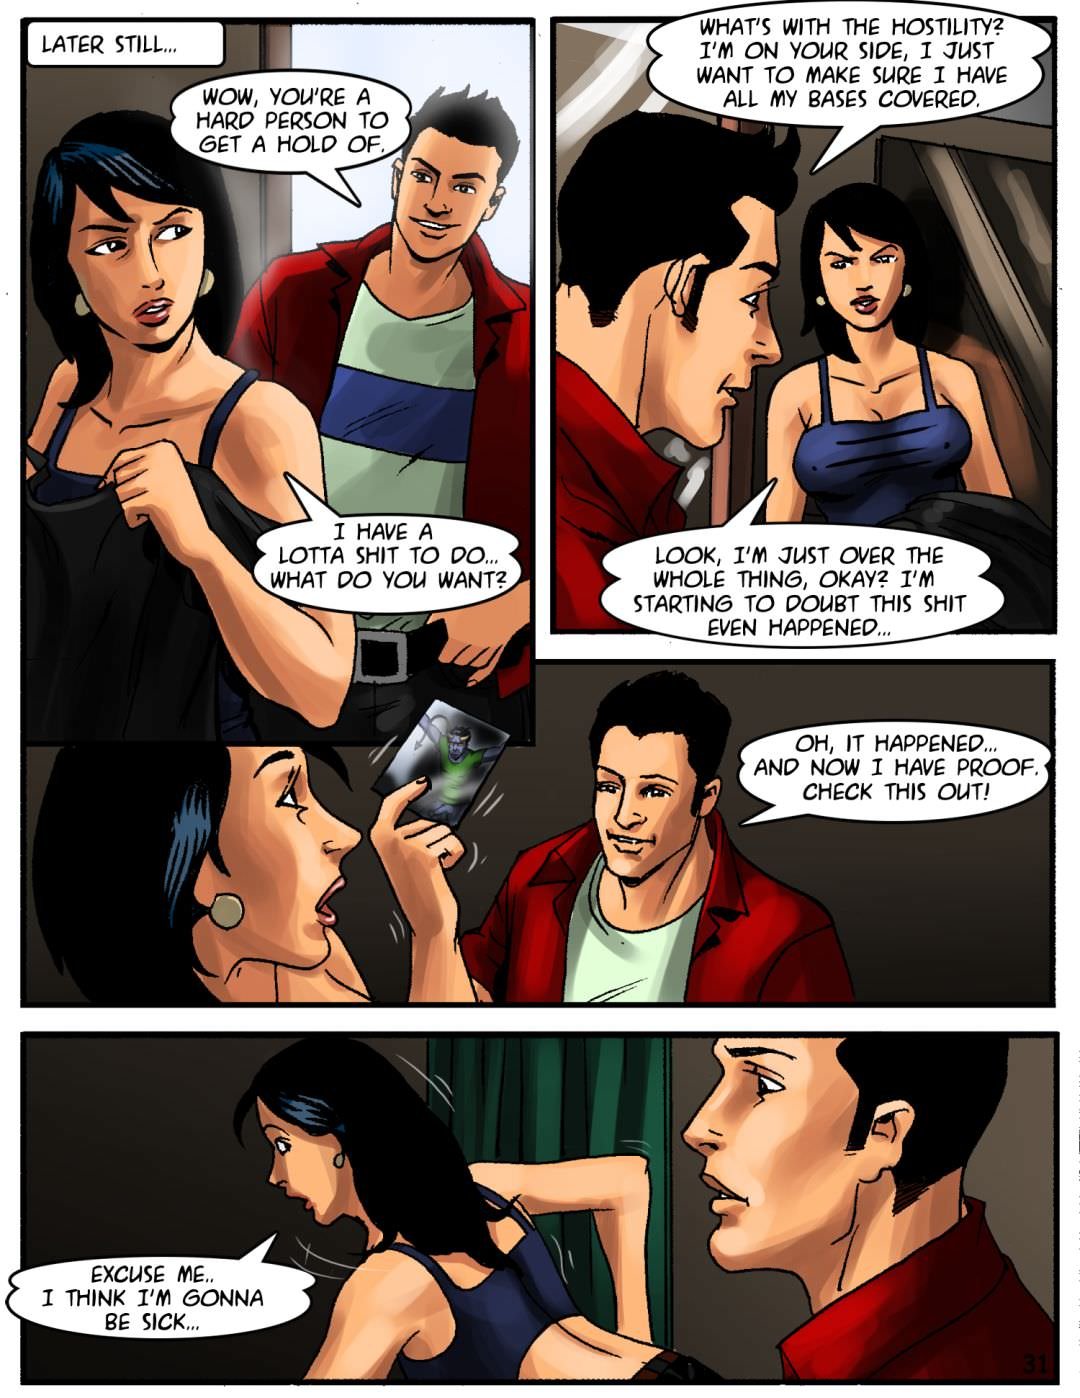 LATER STILL...
WOW, YOU'RE A
HARD PERSON TO
GET A HOLD OF.
I HAVE A
LOTTA SHIT TO DO...
WHAT DO YOU WANT?
WHAT'S WITH THE HOSTILITY?
I'M ON YOUR SIDE, I JUST
WANT TO MAKE SURE I HAVE
ALL MY BASES COVERED.
LOOK, I'M JUST OVER THE
WHOLE THING, OKAY? I'M
STARTING TO DOUBT THIS SHIT
EVEN HAPPENED...
OH, IT HAPPENED...
AND NOW I HAVE PROOF.
CHECK THIS OUT!
EXCUSE ME..
I THINK I'M GONNA
BE SICK...
31